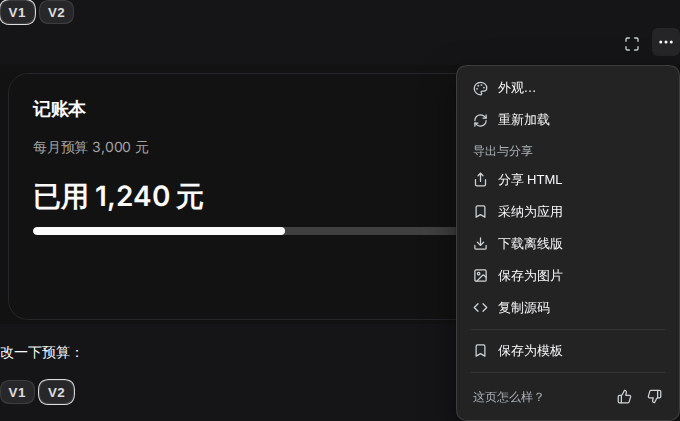 V1 V2
记账本
每月预算 3,000 元
已用 1,240 元
改一下预算：
V1 V2
外观…
重新加载
导出与分享
分享 HTML
采纳为应用
下载离线版
保存为图片
复制源码
保存为模板
这页怎么样？